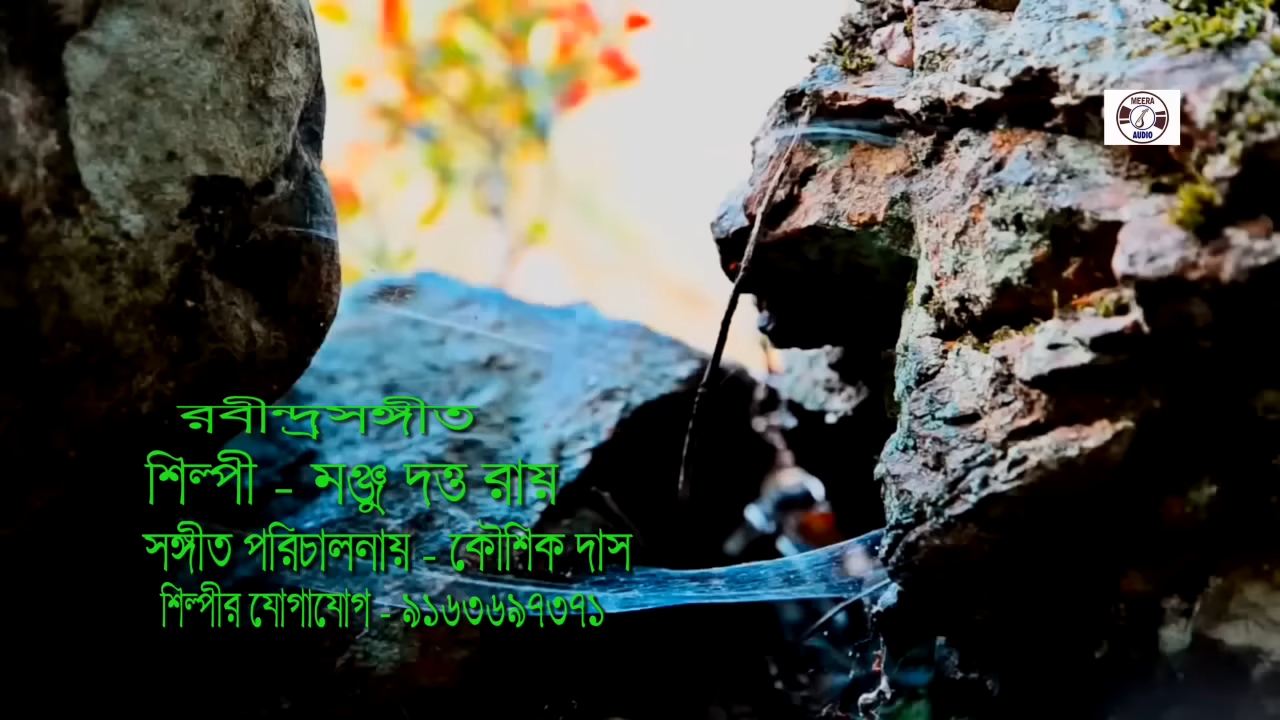 MEERA
AUDIO
রবীন্দ্রসঙ্গীত
শিল্পী - মঞ্জু দত্ত রায়
সঙ্গীত পরিচালনায় - কৌশিক দাস
শিল্পীর যোগাযোগ - ৯১৬৩৬৯৭৩৭১